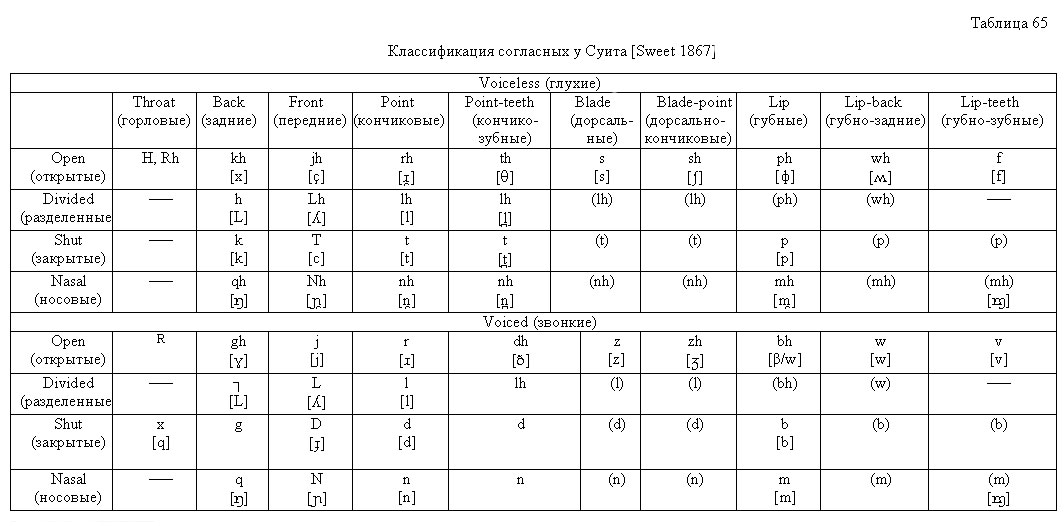 Таблица 65
Классификация согласных у Суита [Sweet 1867]
Voiceless (глухие)
Throat Back Front Point Point-teeth Blade Blade-point Lip Lip-back Lip-teeth
(горловые) (задние) (передние) (кончиковые) (кончико- (дорсаль- (дорсально- (губные) (губно-задние) (губно-зубные)
зубные) ные) кончиковые)
Open H, Rh kh jh rh th s sh ph wh f
(открытые) [x] [ç] [ɹ̥] [θ] [s] [ʃ] [ɸ] [ʍ] [f]
Divided —— h Lh lh lh (lh) (lh) (ph) (wh) ——
(разделенные [L] [ʎ] [l] [l̪]
Shut —— k T t t (t) (t) p (p) (p)
(закрытые) [k] [c] [t] [t̪] [p]
Nasal —— qh Nh nh nh (nh) (nh) mh (mh) (mh)
(носовые) [ŋ] [ɲ̥] [n̥] [n̪] [m̥] [ɱ]
Voiced (звонкие)
Open R gh j r dh z zh bh w v
(открытые) [ɣ] [j] [ɪ] [ð] [z] [ʒ] [β/w] [w] [v]
Divided —— ┐ L l lh (l) (l) (bh) (w) ——
(разделенные [L] [ʎ] [l]
Shut x g D d d (d) (d) b (b) (b)
(закрытые) [q] [ɟ] [d] [b]
Nasal —— q N n n (n) (n) m (m) (m)
(носовые) [ŋ] [ɲ] [n] [m] [ɱ]